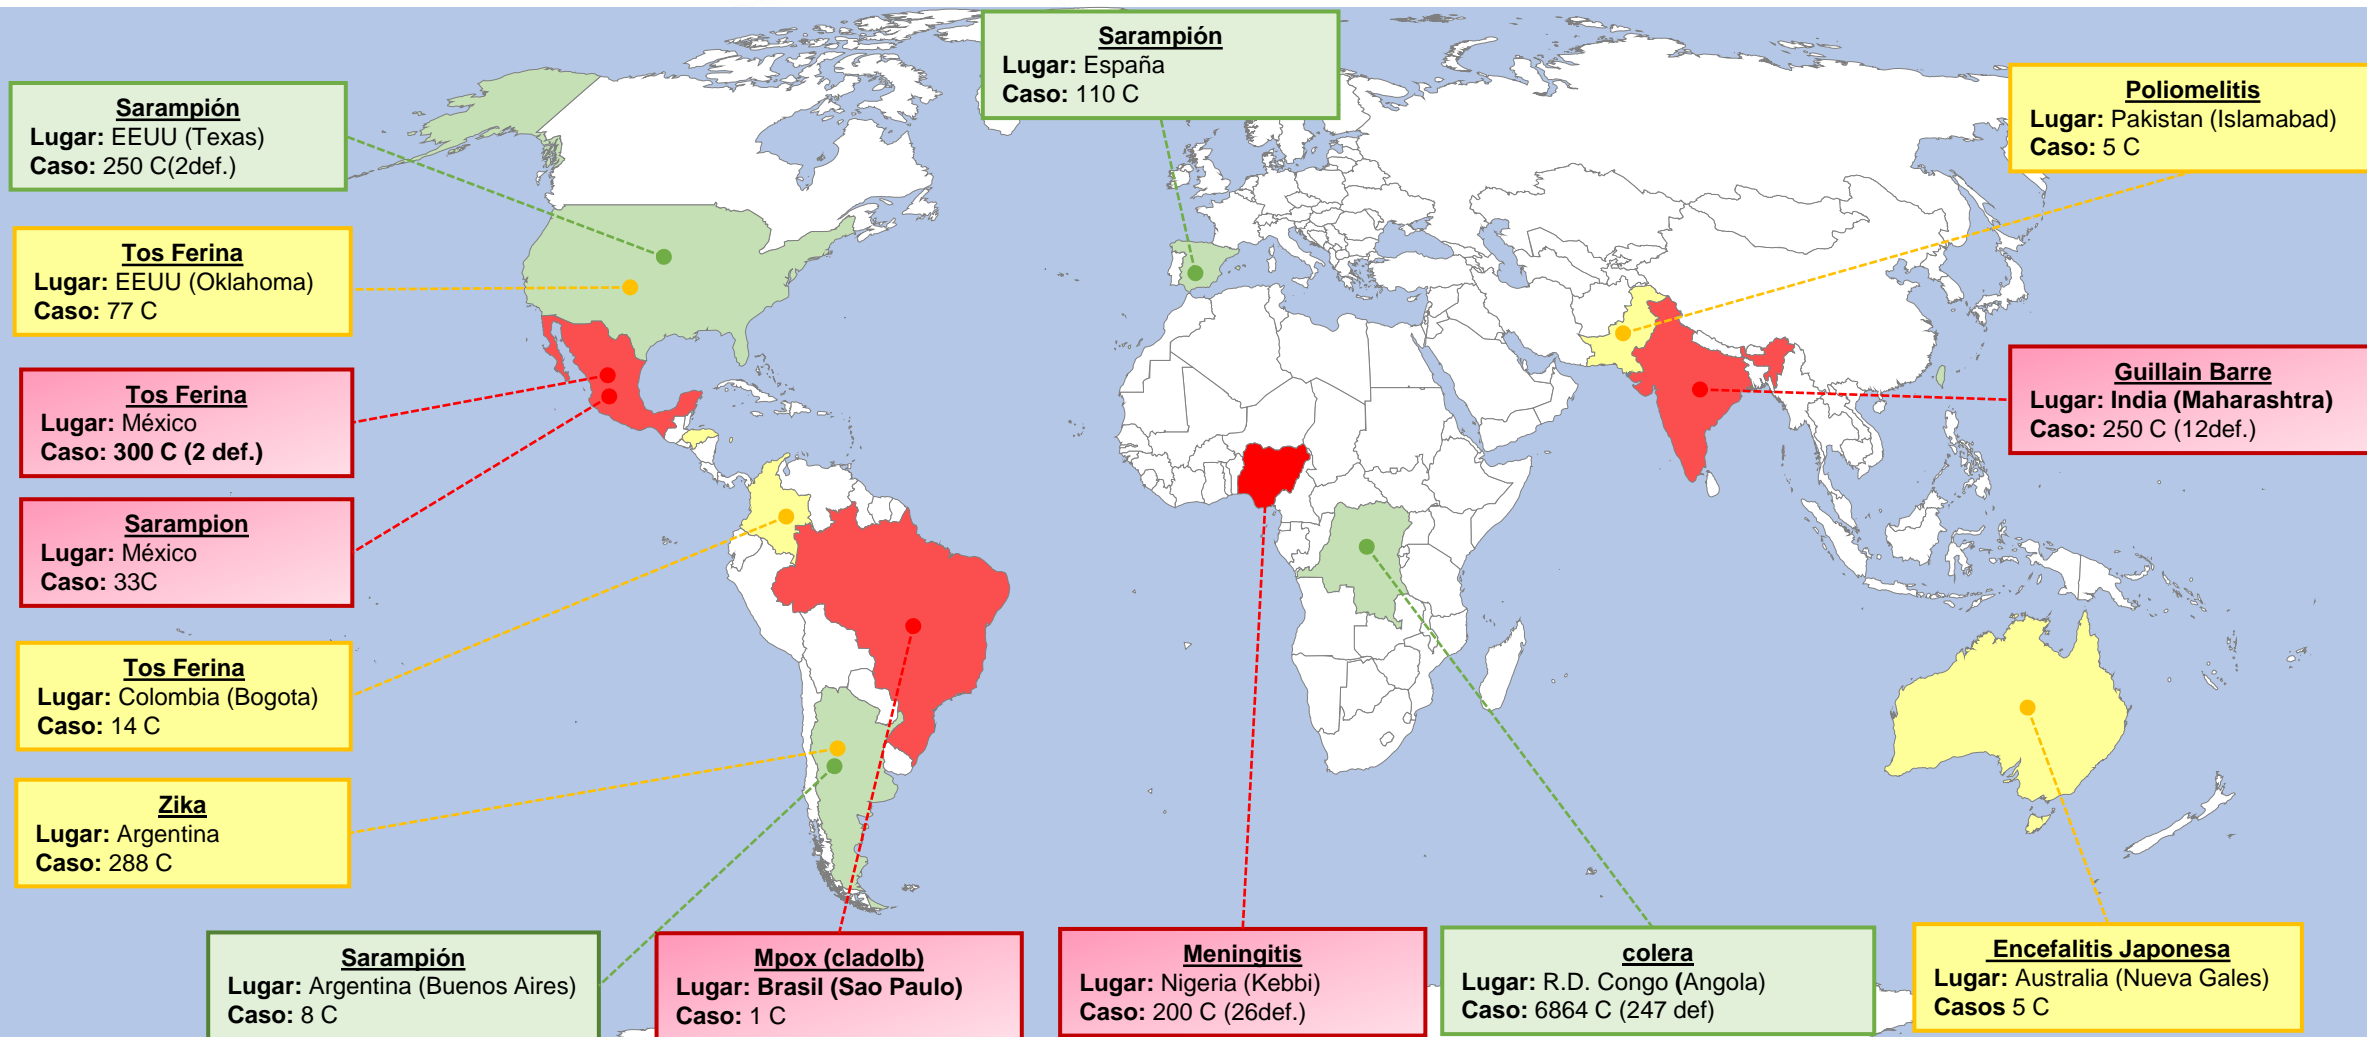 Sarampión
Lugar: España
Caso: 110 C
Sarampión
Lugar: EEUU (Texas)
Caso: 250 C(2def.)
Poliomelitis
Lugar: Pakistan (Islamabad)
Caso: 5 C
Tos Ferina
Lugar: EEUU (Oklahoma)
Caso: 77 C
Tos Ferina
Lugar: México
Caso: 300 C (2 def.)
Guillain Barre
Lugar: India (Maharashtra)
Caso: 250 C (12def.)
Sarampion
Lugar: México
Caso: 33C
Tos Ferina
Lugar: Colombia (Bogota)
Caso: 14 C
Zika
Lugar: Argentina
Caso: 288 C
Sarampión
Lugar: Argentina (Buenos Aires)
Caso: 8 C
Mpox (cladolb)
Lugar: Brasil (Sao Paulo)
Caso: 1 C
Meningitis
Lugar: Nigeria (Kebbi)
Caso: 200 C (26def.)
colera
Lugar: R.D. Congo (Angola)
Caso: 6864 C (247 def)
Encefalitis Japonesa
Lugar: Australia (Nueva Gales)
Casos 5 C